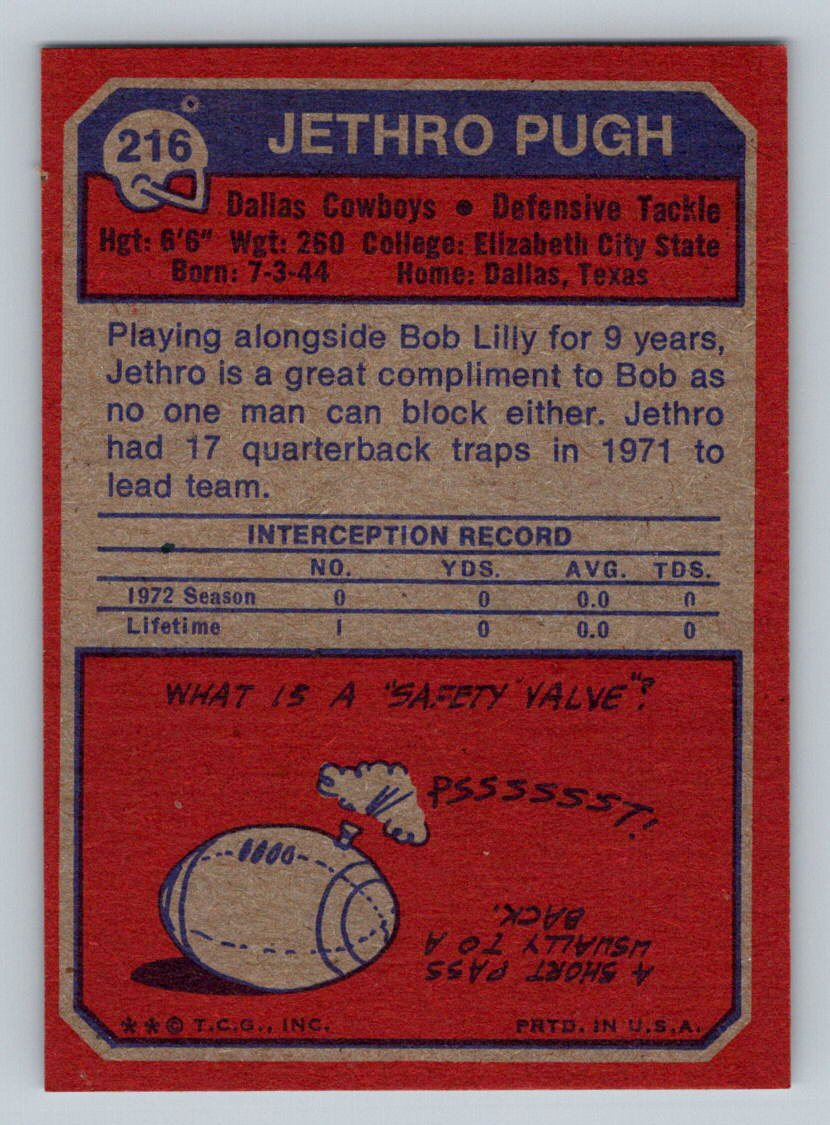 216
JETHRO PUGH
Dallas Cowboys • Defensive Tackle
Hgt: 6'6" Wgt: 260 College: Elizabeth City State
Born: 7-3-44 Home: Dallas, Texas
Playing alongside Bob Lilly for 9 years,
Jethro is a great compliment to Bob as
no one man can block either. Jethro
had 17 quarterback traps in 1971 to
lead team.
INTERCEPTION RECORD
NO. YDS. AVG. TDS.
1972 Season 0 0 0.0 0
Lifetime 1 0 0.0 0
WHAT IS A "SAFETY VALVE"?
PSSSSSSST!
A SHORT PASS
USUALLY TO A
BACK.
**© T.C.G., INC. PRTD. IN U.S.A.